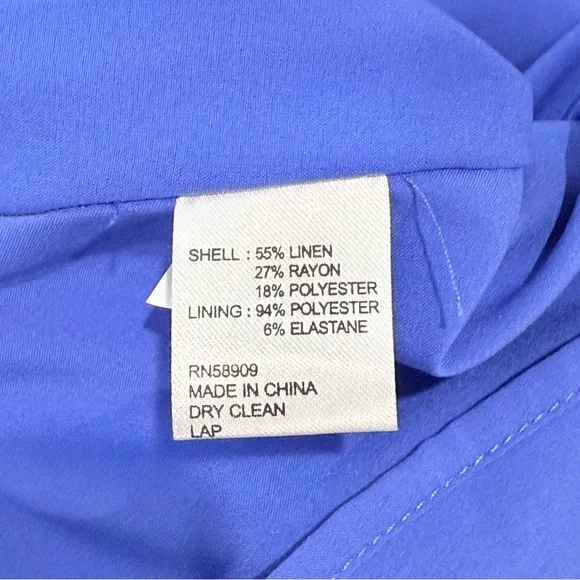 SHELL : 55% LINEN
27% RAYON
18% POLYESTER
LINING : 94% POLYESTER
6% ELASTANE
RN58909
MADE IN CHINA
DRY CLEAN
LAP